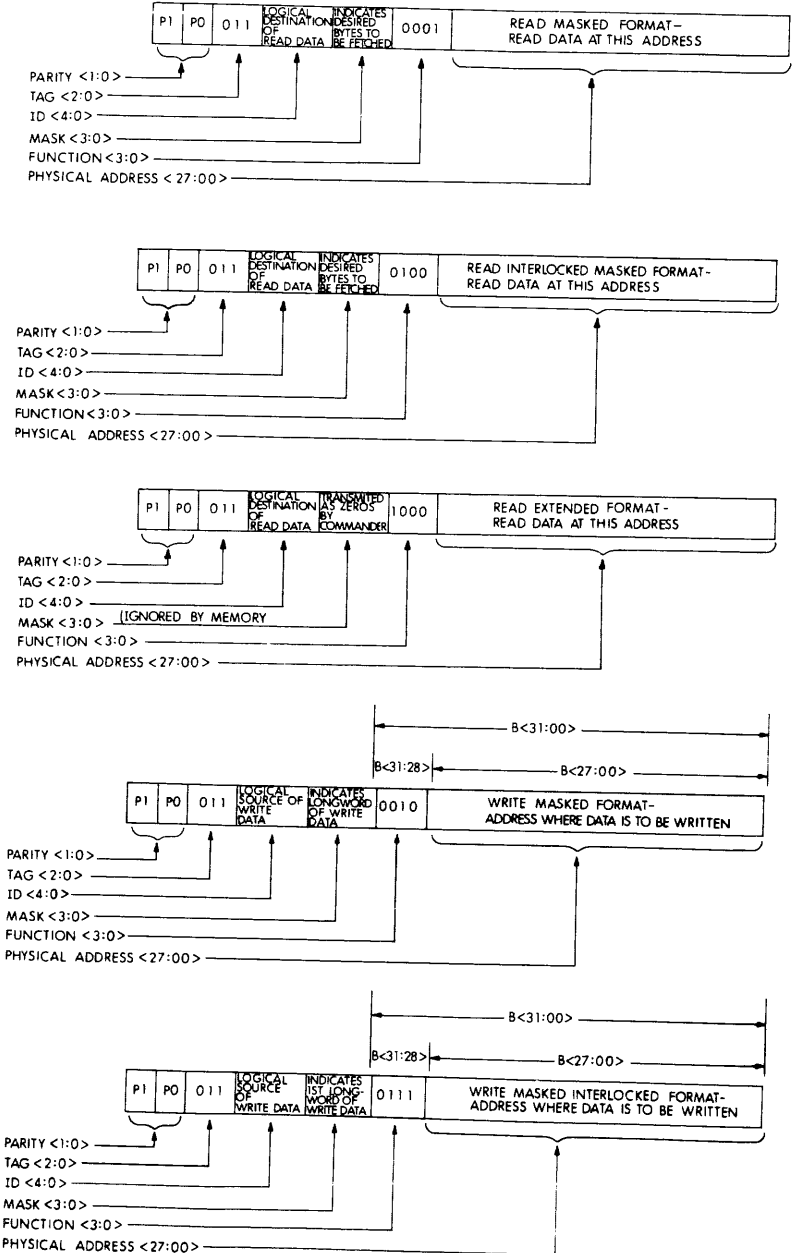 P1 P0 011 LOGICAL DESTINATION OF READ DATA INDICATES DESIRED BYTES TO BE FETCHED 0001 READ MASKED FORMAT– READ DATA AT THIS ADDRESS
PARITY <1:0>
TAG <2:0>
ID <4:0>
MASK <3:0>
FUNCTION<3:0>
PHYSICAL ADDRESS < 27:00>
P1 P0 011 LOGICAL DESTINATION OF READ DATA INDICATES DESIRED BYTES TO BE FETCHED 0100 READ INTERLOCKED MASKED FORMAT- READ DATA AT THIS ADDRESS
PARITY <1:0>
TAG <2:0>
ID <4:0>
MASK<3:0>
FUNCTION<3:0>
PHYSICAL ADDRESS <27:00>
P1 P0 011 LOGICAL DESTINATION OF READ DATA TRANSMITED AS ZEROS BY COMMANDER 1000 READ EXTENDED FORMAT- READ DATA AT THIS ADDRESS
PARITY <1:0>
TAG <2:0>
ID <4:0>
MASK <3:0> (IGNORED BY MEMORY
FUNCTION <3:0>
PHYSICAL ADDRESS <27:00>
B<31:00>
B<31:28> B<27:00>
P1 P0 011 LOGICAL SOURCE OF WRITE DATA INDICATES LONGWORD OF WRITE DATA 0010 WRITE MASKED FORMAT– ADDRESS WHERE DATA IS TO BE WRITTEN
PARITY <1:0>
TAG <2:0>
ID <4:0>
MASK <3:0>
FUNCTION <3:0>
PHYSICAL ADDRESS <27:00>
B<31:00>
B<31:28> B<27:00>
P1 P0 011 LOGICAL SOURCE OF WRITE DATA INDICATES 1ST LONG-WORD OF WRITE DATA 0111 WRITE MASKED INTERLOCKED FORMAT- ADDRESS WHERE DATA IS TO BE WRITTEN
PARITY <1:0>
TAG <2:0>
ID <4:0>
MASK <3:0>
FUNCTION <3:0>
PHYSICAL ADDRESS <27:00>